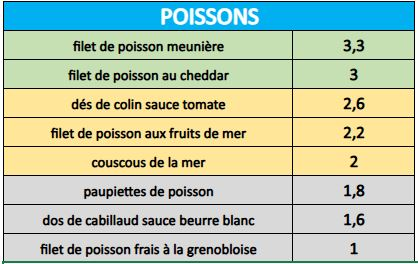 POISSONS
filet de poisson meunière 3,3
filet de poisson au cheddar 3
dés de colin sauce tomate 2,6
filet de poisson aux fruits de mer 2,2
couscous de la mer 2
paupiettes de poisson 1,8
dos de cabillaud sauce beurre blanc 1,6
filet de poisson frais à la grenobloise 1